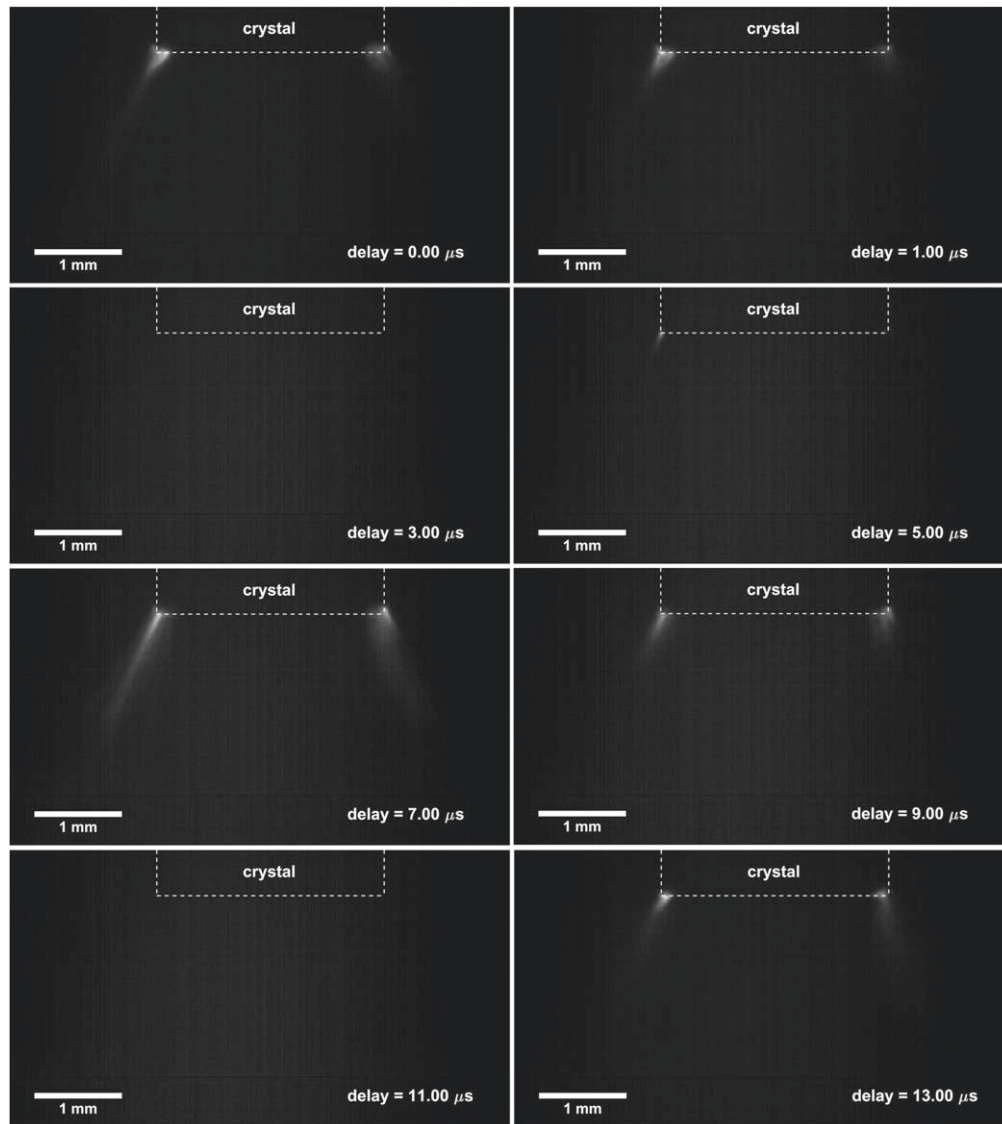 crystal
crystal
1 mm
delay = 0.00 μs
1 mm
delay = 1.00 μs
crystal
crystal
1 mm
delay = 3.00 μs
1 mm
delay = 5.00 μs
crystal
crystal
1 mm
delay = 7.00 μs
1 mm
delay = 9.00 μs
crystal
crystal
1 mm
delay = 11.00 μs
1 mm
delay = 13.00 μs